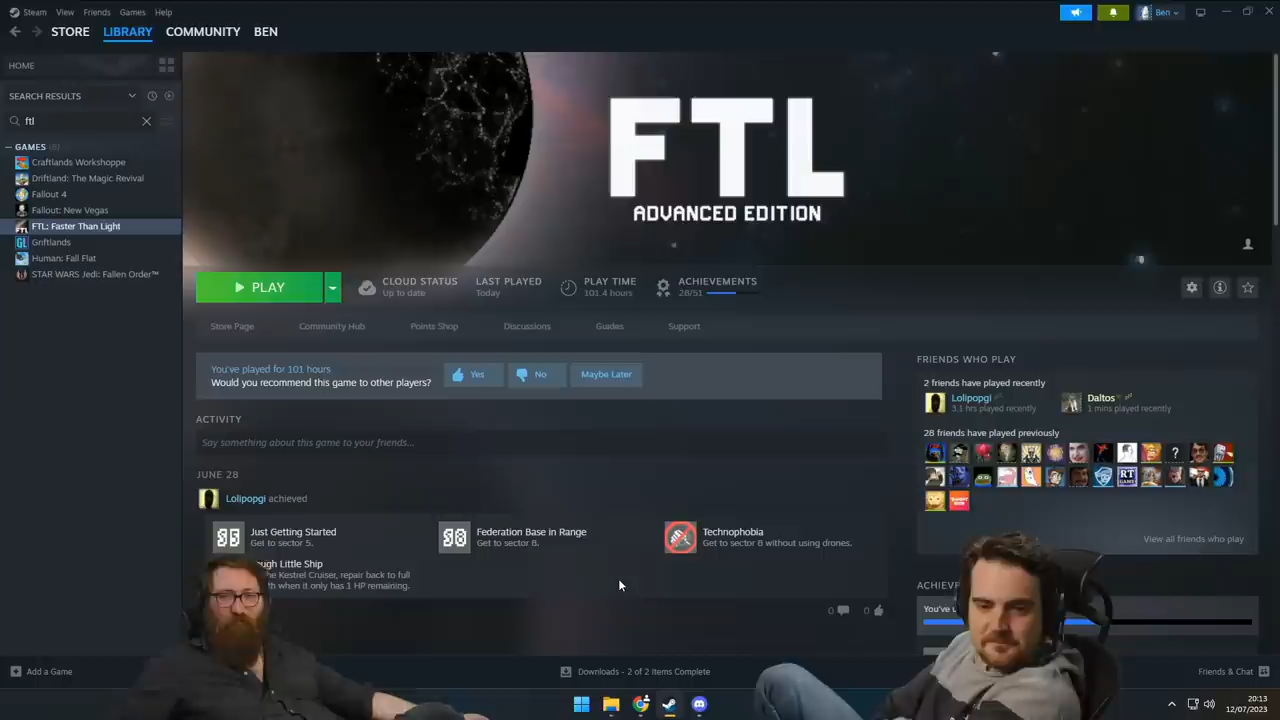 Steam View Friends Games Help
Ben
STORE LIBRARY COMMUNITY BEN
HOME
SEARCH RESULTS
ftl
GAMES (8)
Craftlands Workshoppe
Driftland: The Magic Revival
Fallout 4
Fallout: New Vegas
FTL: Faster Than Light
Griftlands
Human: Fall Flat
STAR WARS Jedi: Fallen Order™
FTL
ADVANCED EDITION
PLAY
CLOUD STATUS
Up to date
LAST PLAYED
Today
PLAY TIME
101.4 hours
ACHIEVEMENTS
26/51
Store Page Community Hub Points Shop Discussions Guides Support
You've played for 101 hours
Would you recommend this game to other players?
Yes No Maybe Later
ACTIVITY
Say something about this game to your friends...
JUNE 28
Lolipopgi achieved
Just Getting Started
Get to sector 5.
Federation Base in Range
Get to sector 8.
Technophobia
Get to sector 8 without using drones.
ough Little Ship
he Kestrel Cruiser, repair back to full
th when it only has 1 HP remaining.
0 0
FRIENDS WHO PLAY
2 friends have played recently
Lolipopgi
3.1 hrs played recently
Daltos
1 mins played recently
28 friends have played previously
?
RT
GAME
View all friends who play
ACHIEV
You've u
Add a Game
Downloads - 2 of 2 Items Complete
Friends & Chat
20:13
12/07/2023